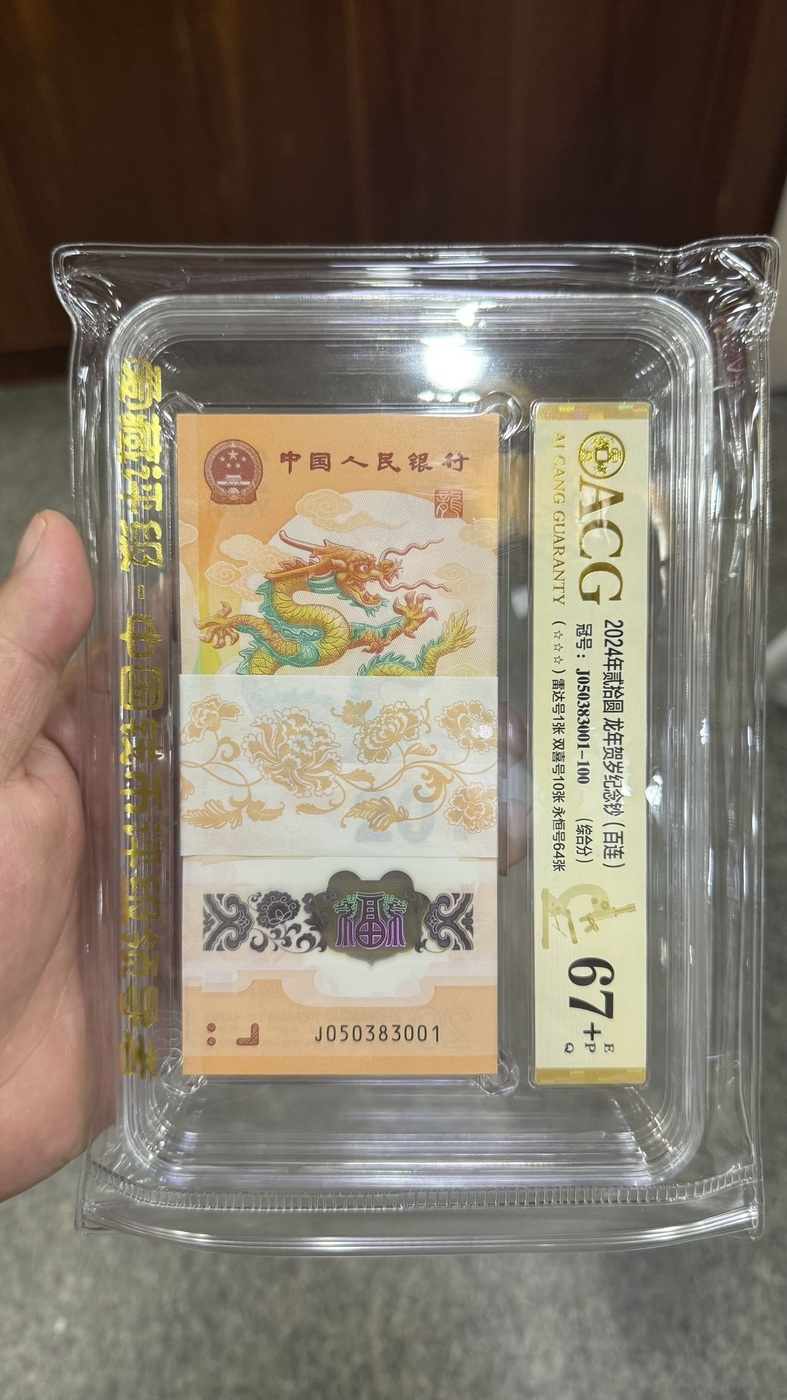 中国人民银行
龍
福
J050383001
ACG
AI CANG GUARANTY
2024年贰拾圆 龙年贺岁纪念钞（百连）
冠号：J050383001-100 （综合分）
（☆☆☆）雷达号1张 双喜号10张 永恒号64张
67+
E
P
Q
爱藏评级-中国钱币评级领导者